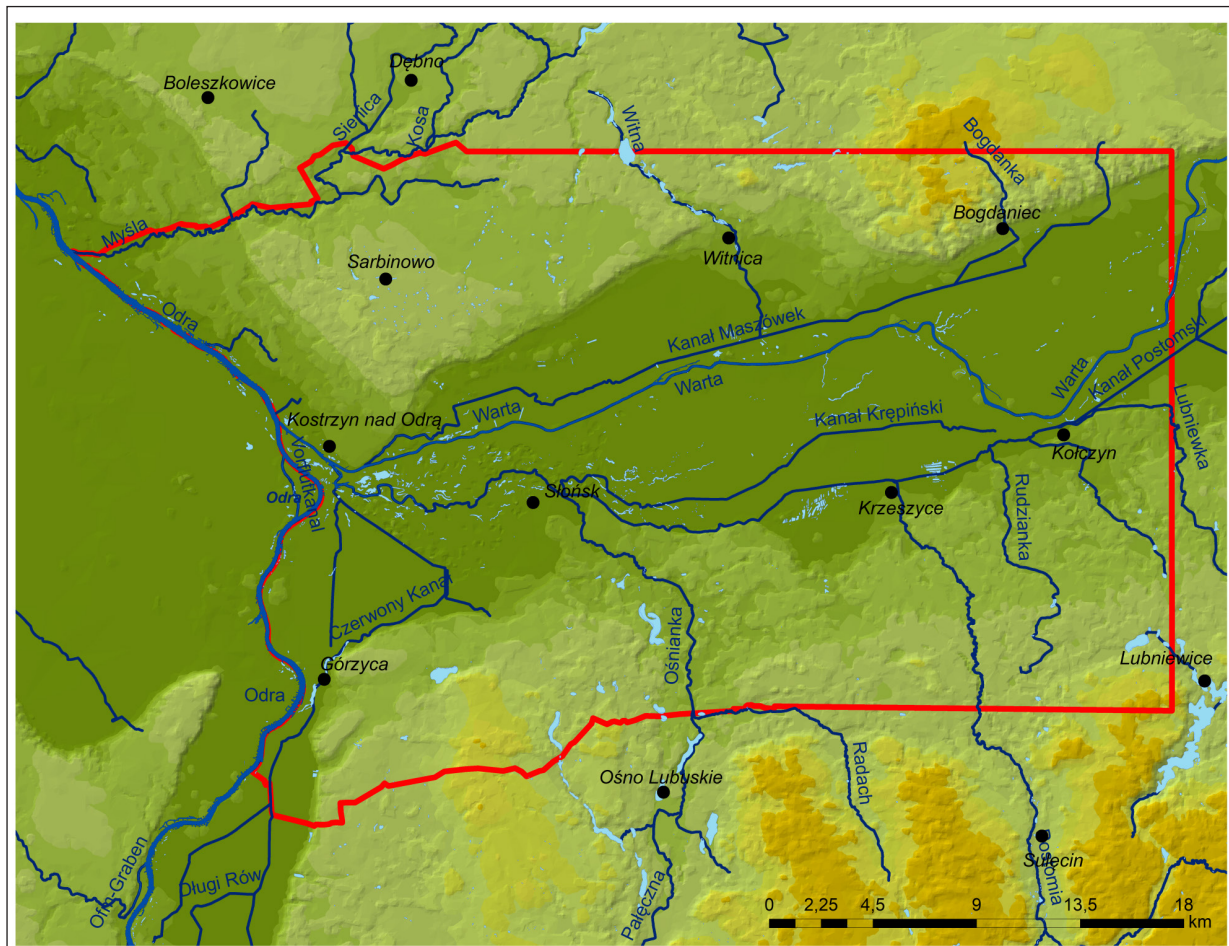 Dębno
Boleszkowice
Sienica
Kosa
Witna
Bogdanka
Myśla
Bogdaniec
Witnica
Sarbinowo
Odra
Kanał Maszówek
Warta
Kanał Postomski
Warta
Warta
Kanał Krępiński
Lubniewka
Kostrzyn nad Odrą
Kołczyn
Vorflutkanal
Odra
Słońsk
Krzeszyce
Rudzianka
Czerwony Kanał
Ośnianka
Górzyca
Lubniewice
Odra
Radach
Ośno Lubuskie
Sulęcin
Postomia
Długi Rów
Pałęczna
0 2,25 4,5 9 13,5 18
km